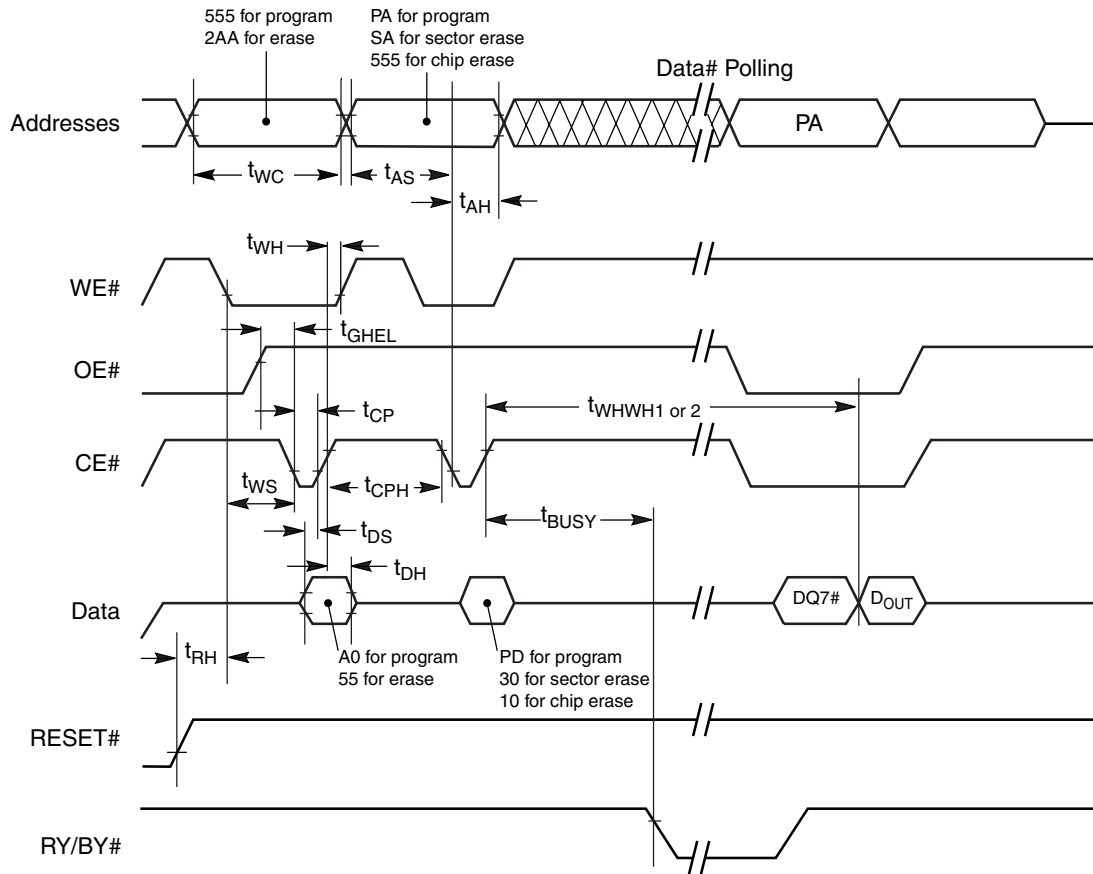 555 for program
2AA for erase
PA for program
SA for sector erase
555 for chip erase
Data# Polling
Addresses
PA
tWC
tAS
tAH
tWH
WE#
tGHEL
OE#
tCP
tWHWH1 or 2
CE#
tWS
tCPH
tBUSY
tDS
tDH
Data
DQ7#
DOUT
tRH
A0 for program
55 for erase
PD for program
30 for sector erase
10 for chip erase
RESET#
RY/BY#